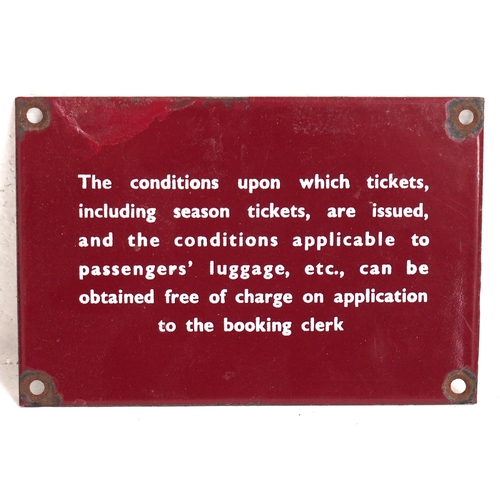 The conditions upon which tickets,
including season tickets, are issued,
and the conditions applicable to
passengers' luggage, etc., can be
obtained free of charge on application
to the booking clerk